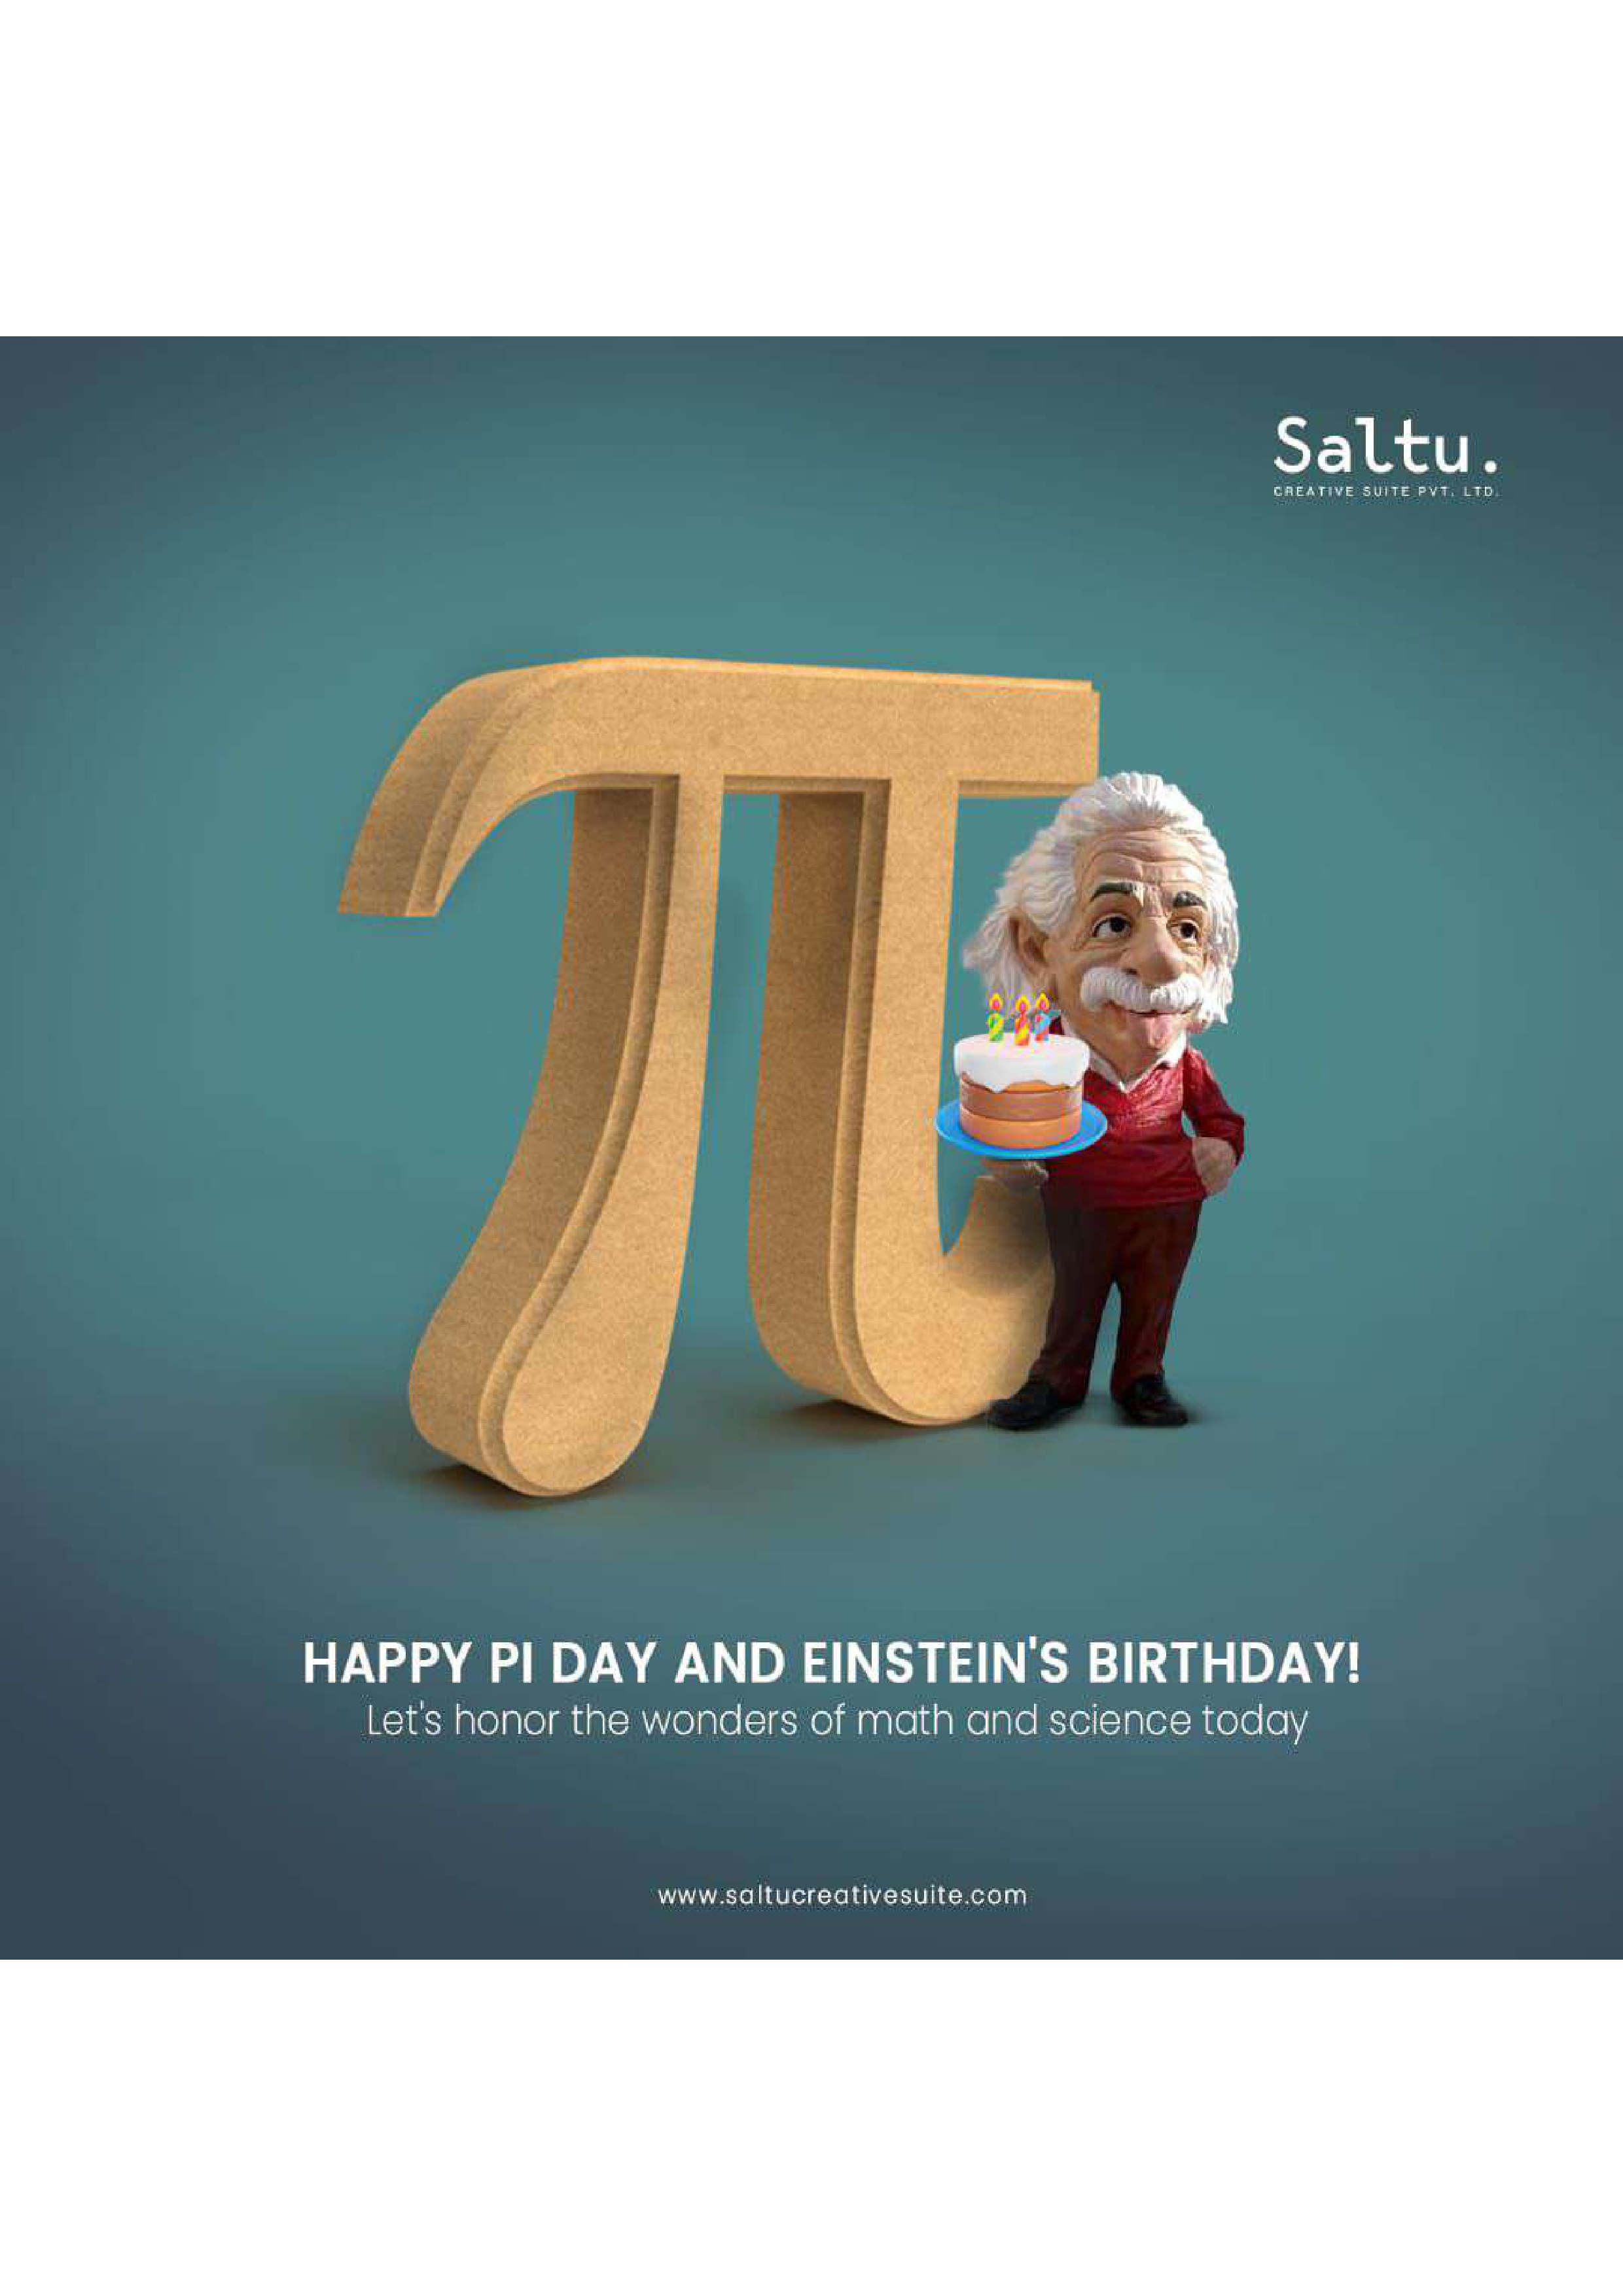 Saltu.
CREATIVE SUITE PVT. LTD.
HAPPY PI DAY AND EINSTEIN'S BIRTHDAY!
Let's honor the wonders of math and science today
www.saltucreativesuite.com